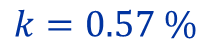 k = 0.57 %